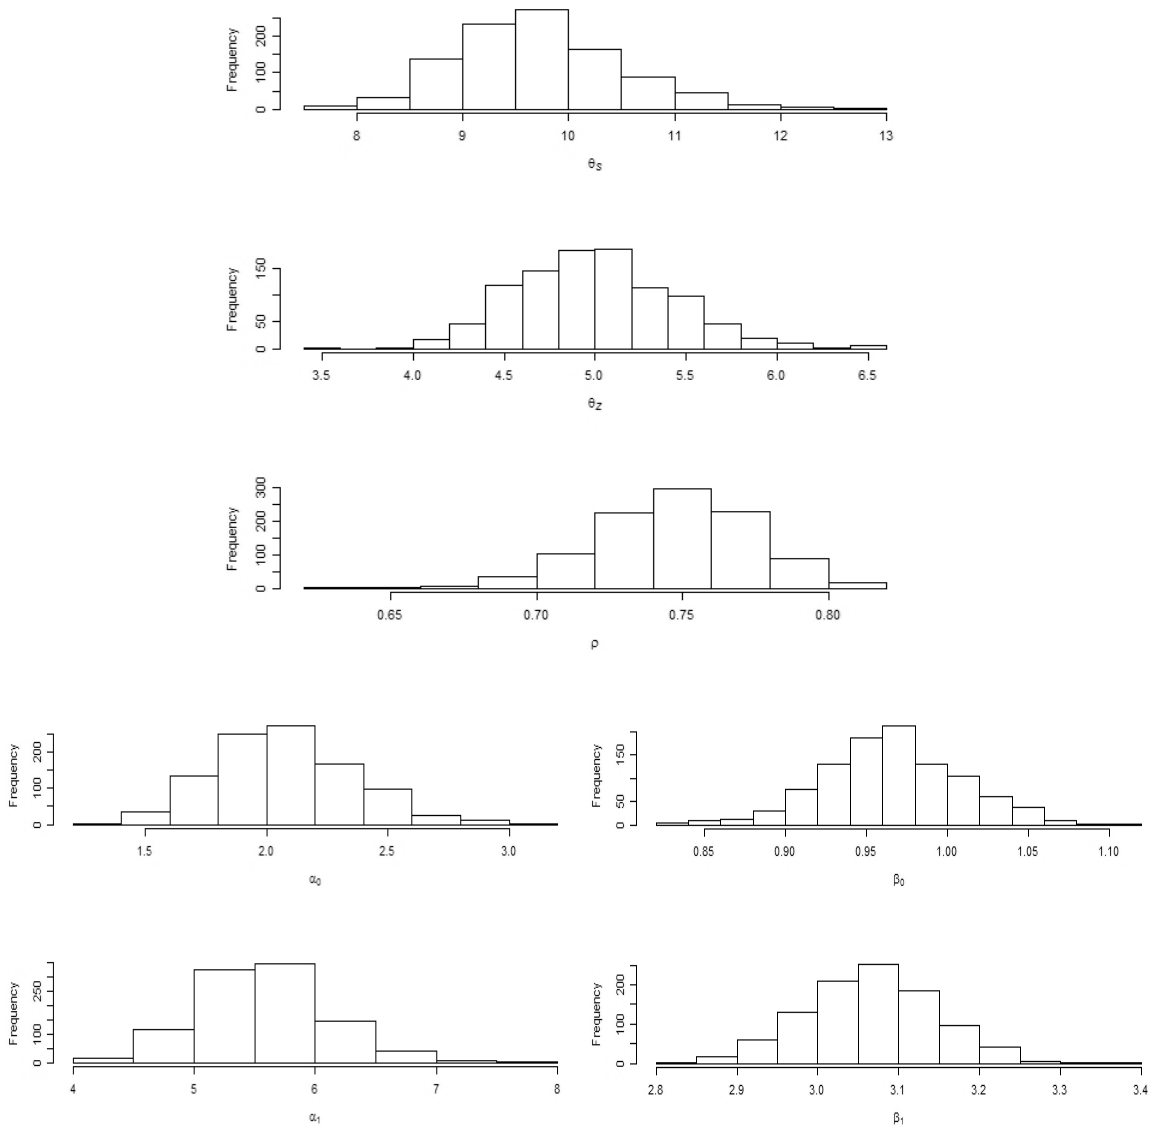 Frequency
0 100 200
8 9 10 11 12 13
θS
Frequency
0 50 150
3.5 4.0 4.5 5.0 5.5 6.0 6.5
θZ
Frequency
0 100 200 300
0.65 0.70 0.75 0.80
ρ
Frequency
0 100 200
1.5 2.0 2.5 3.0
α0
Frequency
0 50 150
0.85 0.90 0.95 1.00 1.05 1.10
β0
Frequency
0 100 250
4 5 6 7 8
α1
Frequency
0 100 200
2.8 2.9 3.0 3.1 3.2 3.3 3.4
β1